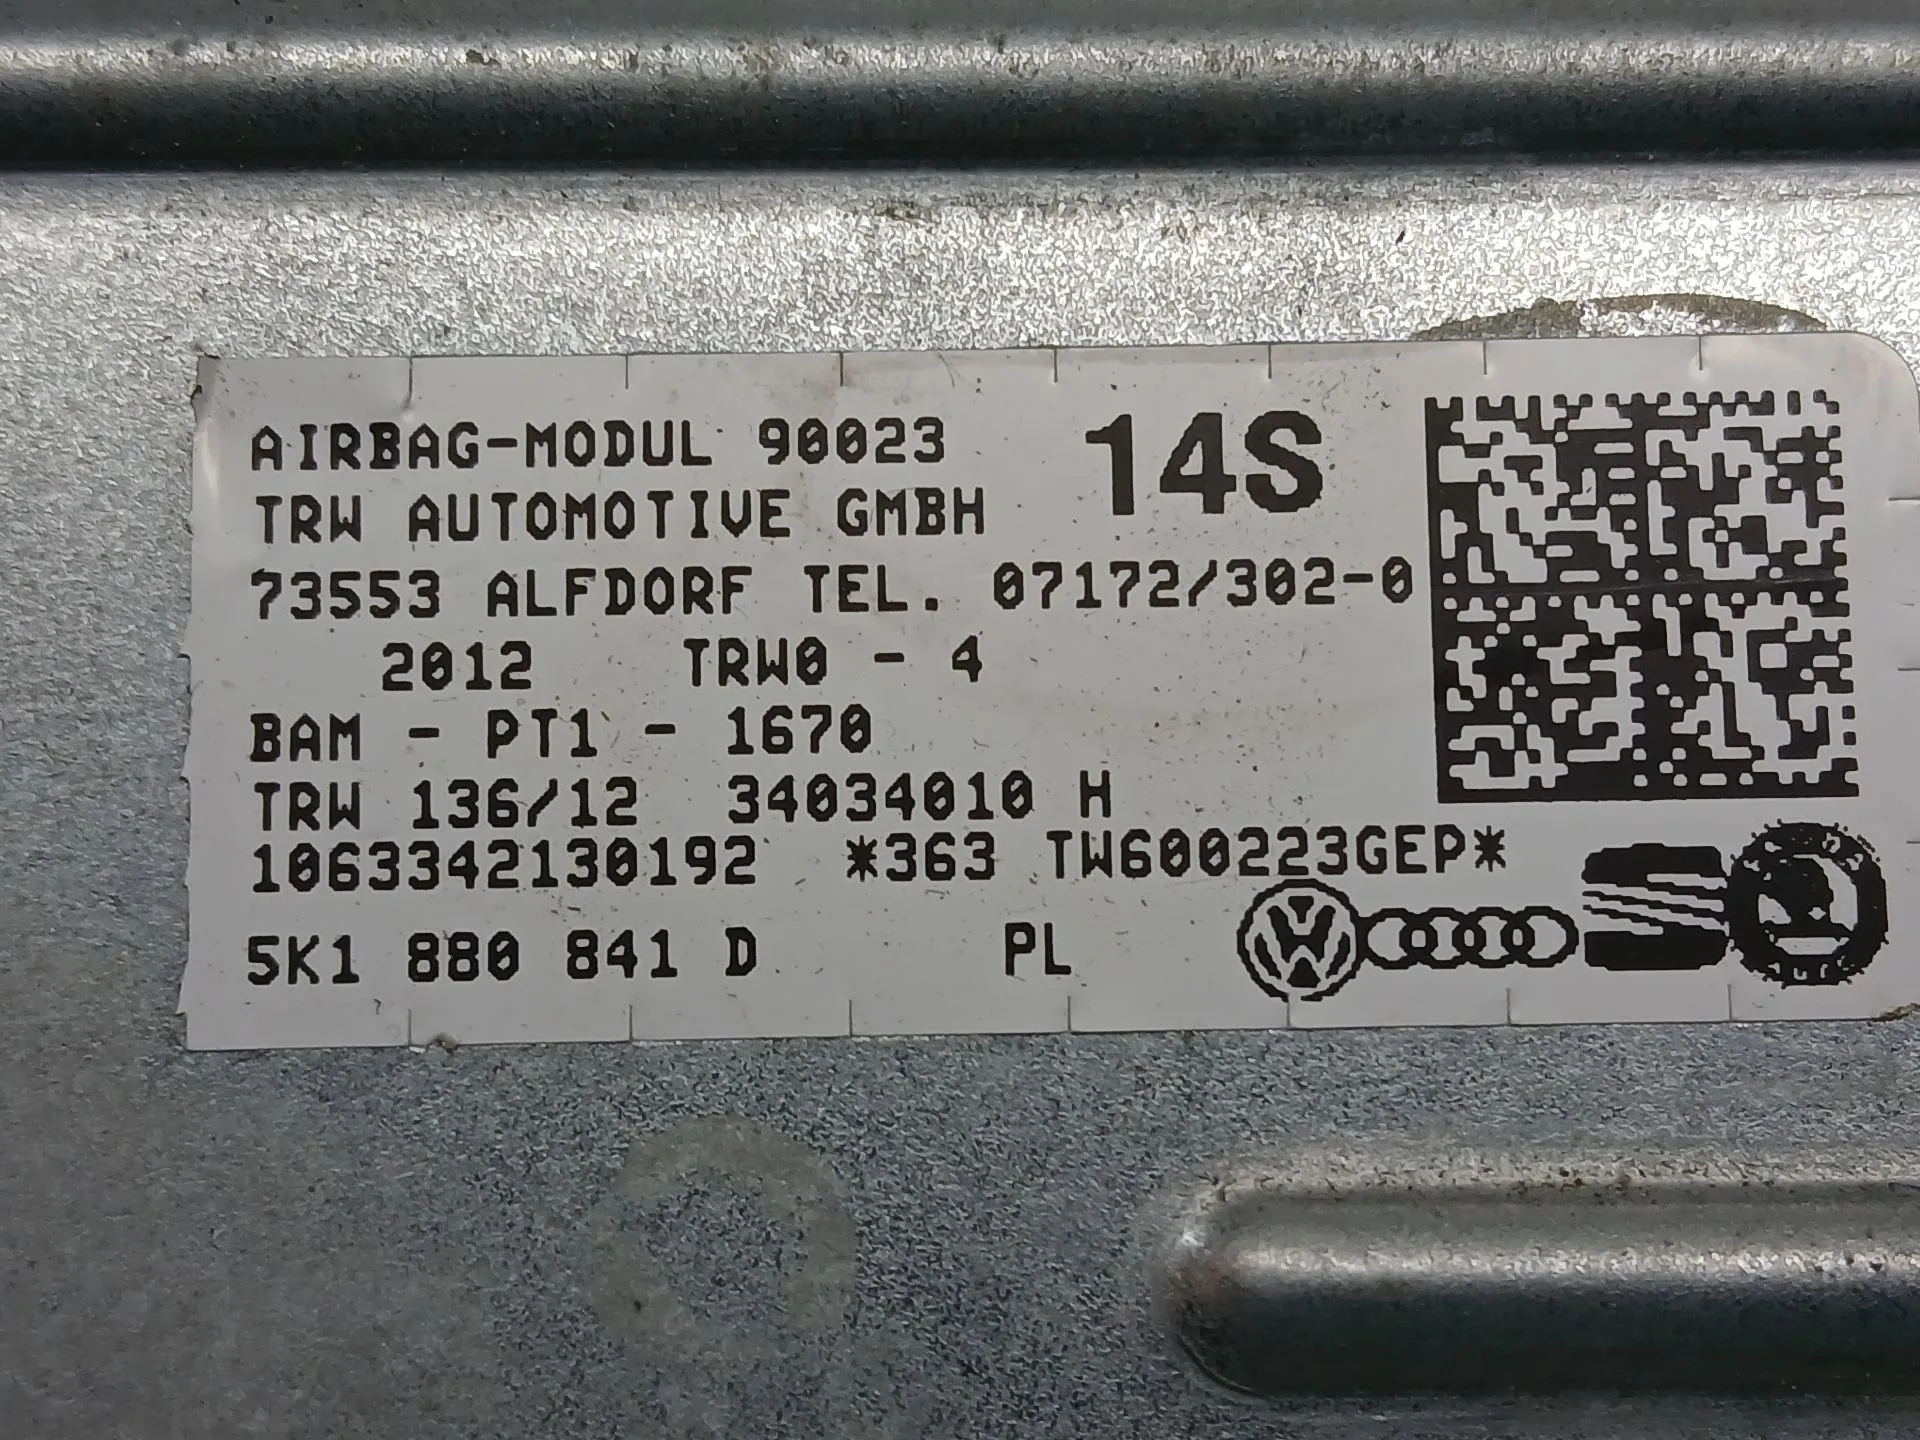 AIRBAG-MODUL 90023 14S
TRW AUTOMOTIVE GMBH
73553 ALFDORF TEL. 07172/302-0
2012 TRW0 - 4
BAM - PT1 - 1670
TRW 136/12 34034010 H
1063342130192 *363 TW600223GEP*
5K1 880 841 D PL